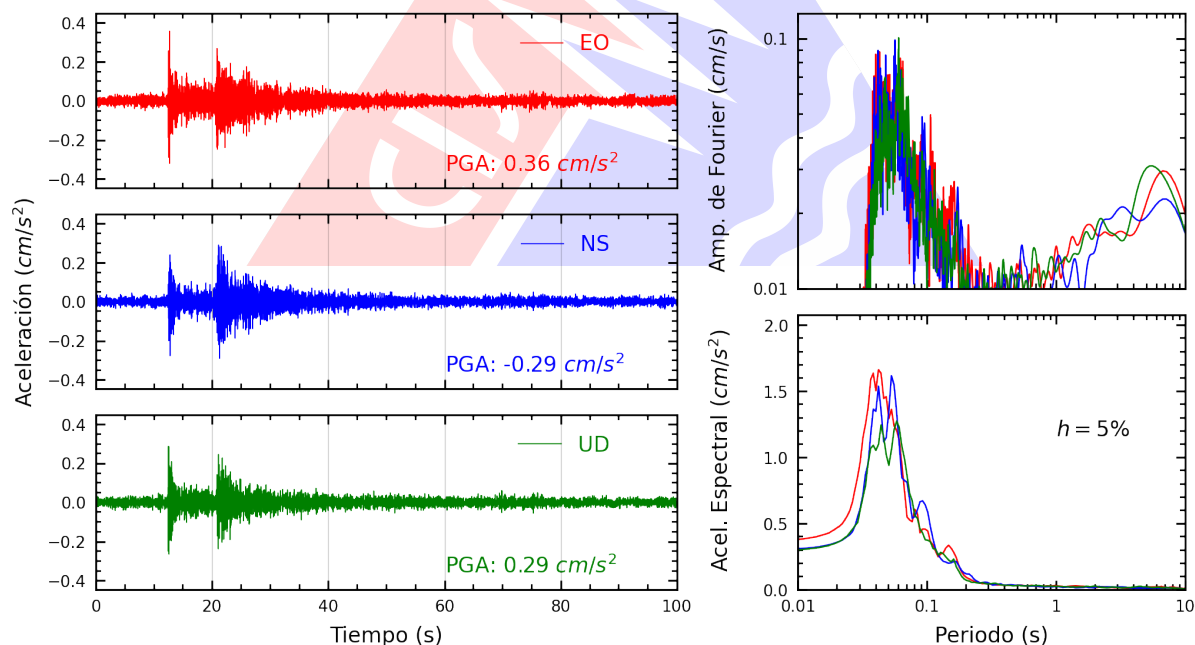 Aceleración (cm/s²)
0.4
0.2
0.0
−0.2
−0.4
EO
PGA: 0.36 cm/s²
0.4
0.2
0.0
−0.2
−0.4
NS
PGA: -0.29 cm/s²
0.4
0.2
0.0
−0.2
−0.4
UD
PGA: 0.29 cm/s²
0 20 40 60 80 100
Tiempo (s)
Amp. de Fourier (cm/s)
0.1
0.01
Acel. Espectral (cm/s²)
2.0
1.5
1.0
0.5
0.0
h = 5%
0.01 0.1 1 10
Periodo (s)